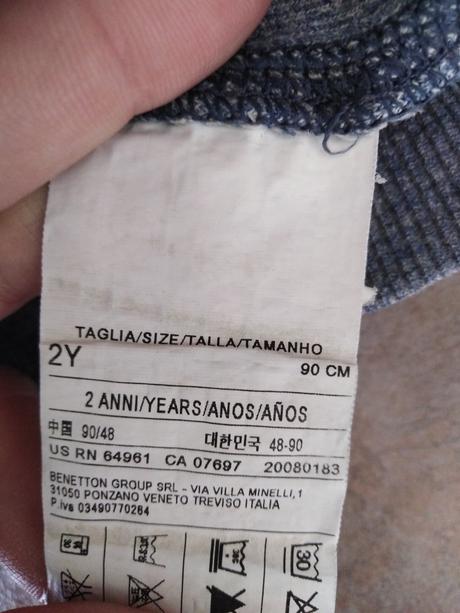 TAGLIA/SIZE/TALLA/TAMANHO
2Y 90 CM
2 ANNI/YEARS/ANOS/AÑOS
中国 90/48 대한민국 48-90
US RN 64961 CA 07697 20080183
BENETTON GROUP SRL - VIA VILLA MINELLI,1
31050 PONZANO VENETO TREVISO ITALIA
P.iva 03490770264
30